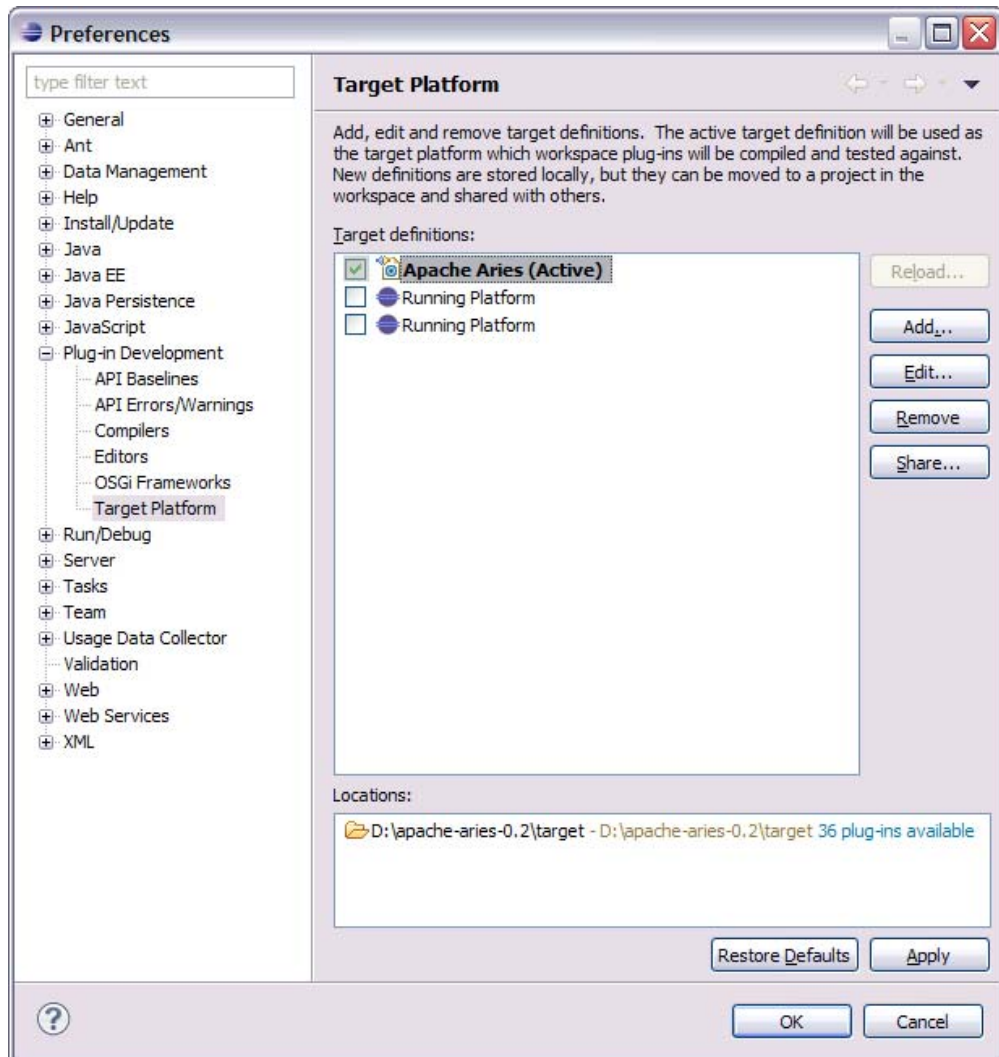 Preferences
type filter text
General
Ant
Data Management
Help
Install/Update
Java
Java EE
Java Persistence
JavaScript
Plug-in Development
API Baselines
API Errors/Warnings
Compilers
Editors
OSGi Frameworks
Target Platform
Run/Debug
Server
Tasks
Team
Usage Data Collector
Validation
Web
Web Services
XML
Target Platform
Add, edit and remove target definitions. The active target definition will be used as
the target platform which workspace plug-ins will be compiled and tested against.
New definitions are stored locally, but they can be moved to a project in the
workspace and shared with others.
Target definitions:
Apache Aries (Active)
Running Platform
Running Platform
Reload...
Add...
Edit...
Remove
Share...
Locations:
D:\apache-aries-0.2\target - D:\apache-aries-0.2\target 36 plug-ins available
Restore Defaults
Apply
?
OK
Cancel